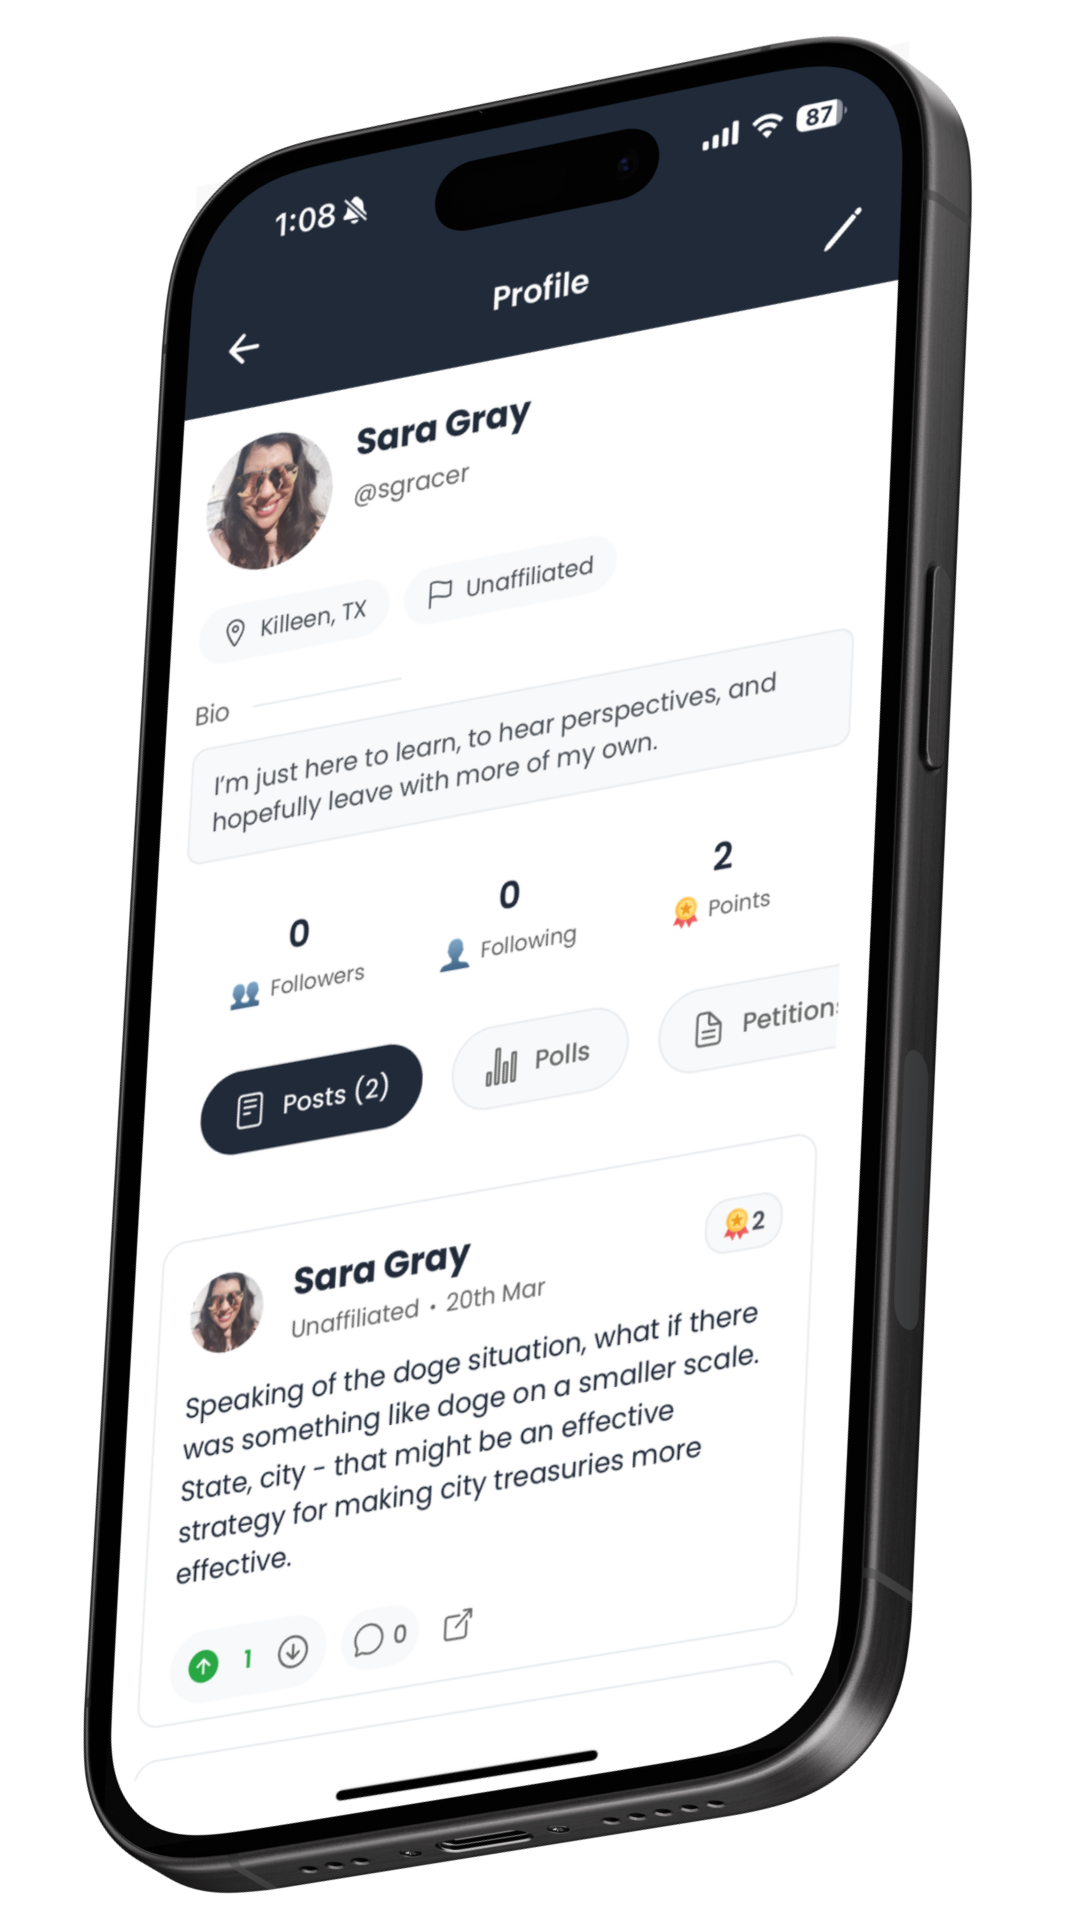 1:08
87
Profile
Sara Gray
@sgracer
Killeen, TX
Unaffiliated
Bio
I'm just here to learn, to hear perspectives, and
hopefully leave with more of my own.
0
Followers
0
Following
2
Points
Posts (2)
Polls
Petitions
Sara Gray
2
Unaffiliated • 20th Mar
Speaking of the doge situation, what if there
was something like doge on a smaller scale.
State, city - that might be an effective
strategy for making city treasuries more
effective.
1
0